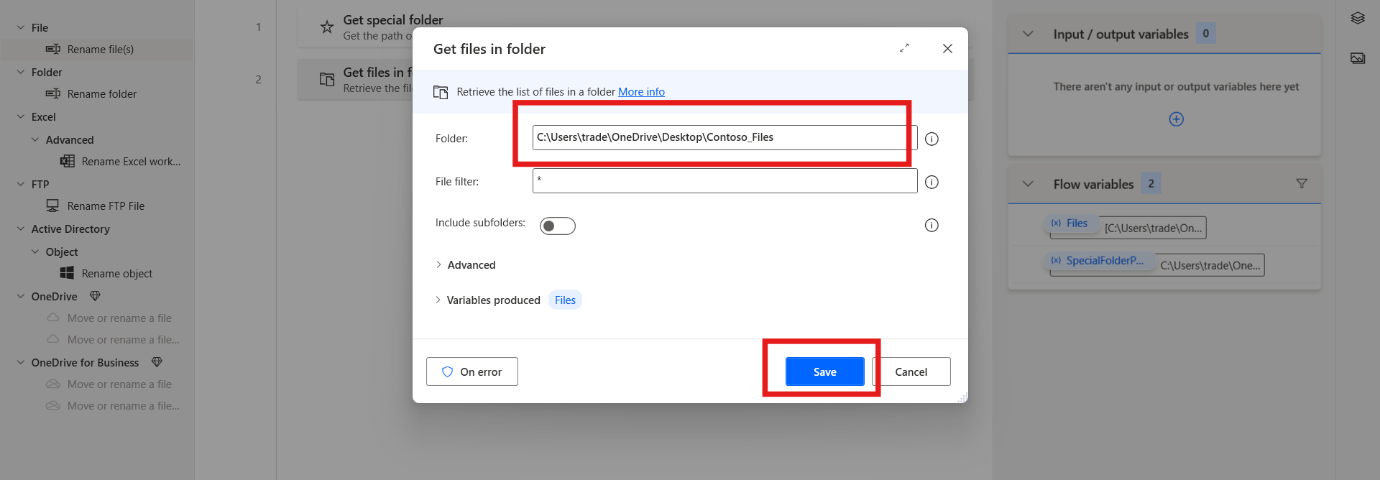 File
Rename file(s)
Folder
Rename folder
Excel
Advanced
Rename Excel work...
FTP
Rename FTP File
Active Directory
Object
Rename object
OneDrive
Move or rename a file
Move or rename a file...
OneDrive for Business
Move or rename a file
Move or rename a file...
1
Get special folder
Get the path o
2
Get files in f
Retrieve the file
Get files in folder
Retrieve the list of files in a folder More info
Folder:
C:\Users\trade\OneDrive\Desktop\Contoso_Files
File filter:
*
Include subfolders:
Advanced
Variables produced Files
On error
Save
Cancel
Input / output variables 0
There aren't any input or output variables here yet
Flow variables 2
(x) Files [C:\Users\trade\On...
(x) SpecialFolderP... C:\Users\trade\One...